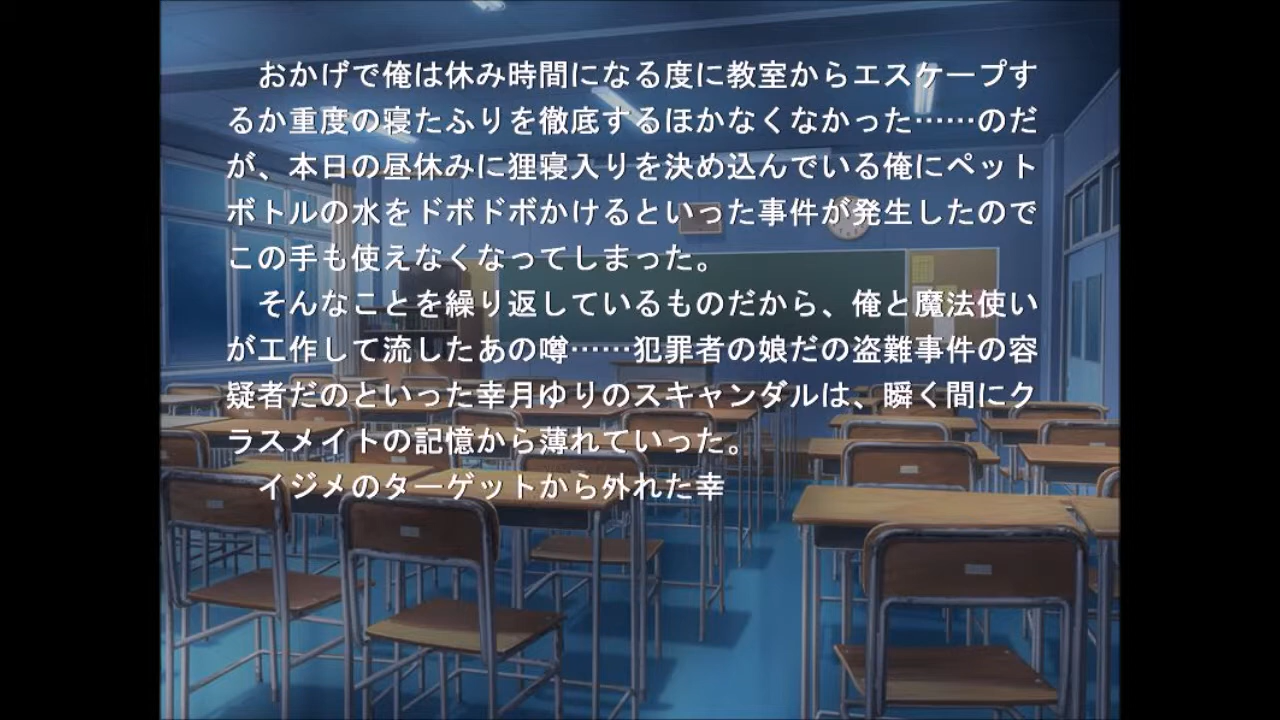 おかげで俺は休み時間になる度に教室からエスケープす
るか重度の寝たふりを徹底するほかなくなかった……のだ
が、本日の昼休みに狸寝入りを決め込んでいる俺にペット
ボトルの水をドボドボかけるといった事件が発生したので
この手も使えなくなってしまった。
　そんなことを繰り返しているものだから、俺と魔法使い
が工作して流したあの噂……犯罪者の娘だの盗難事件の容
疑者だのといった幸月ゆりのスキャンダルは、瞬く間にク
ラスメイトの記憶から薄れていった。
　イジメのターゲットから外れた幸